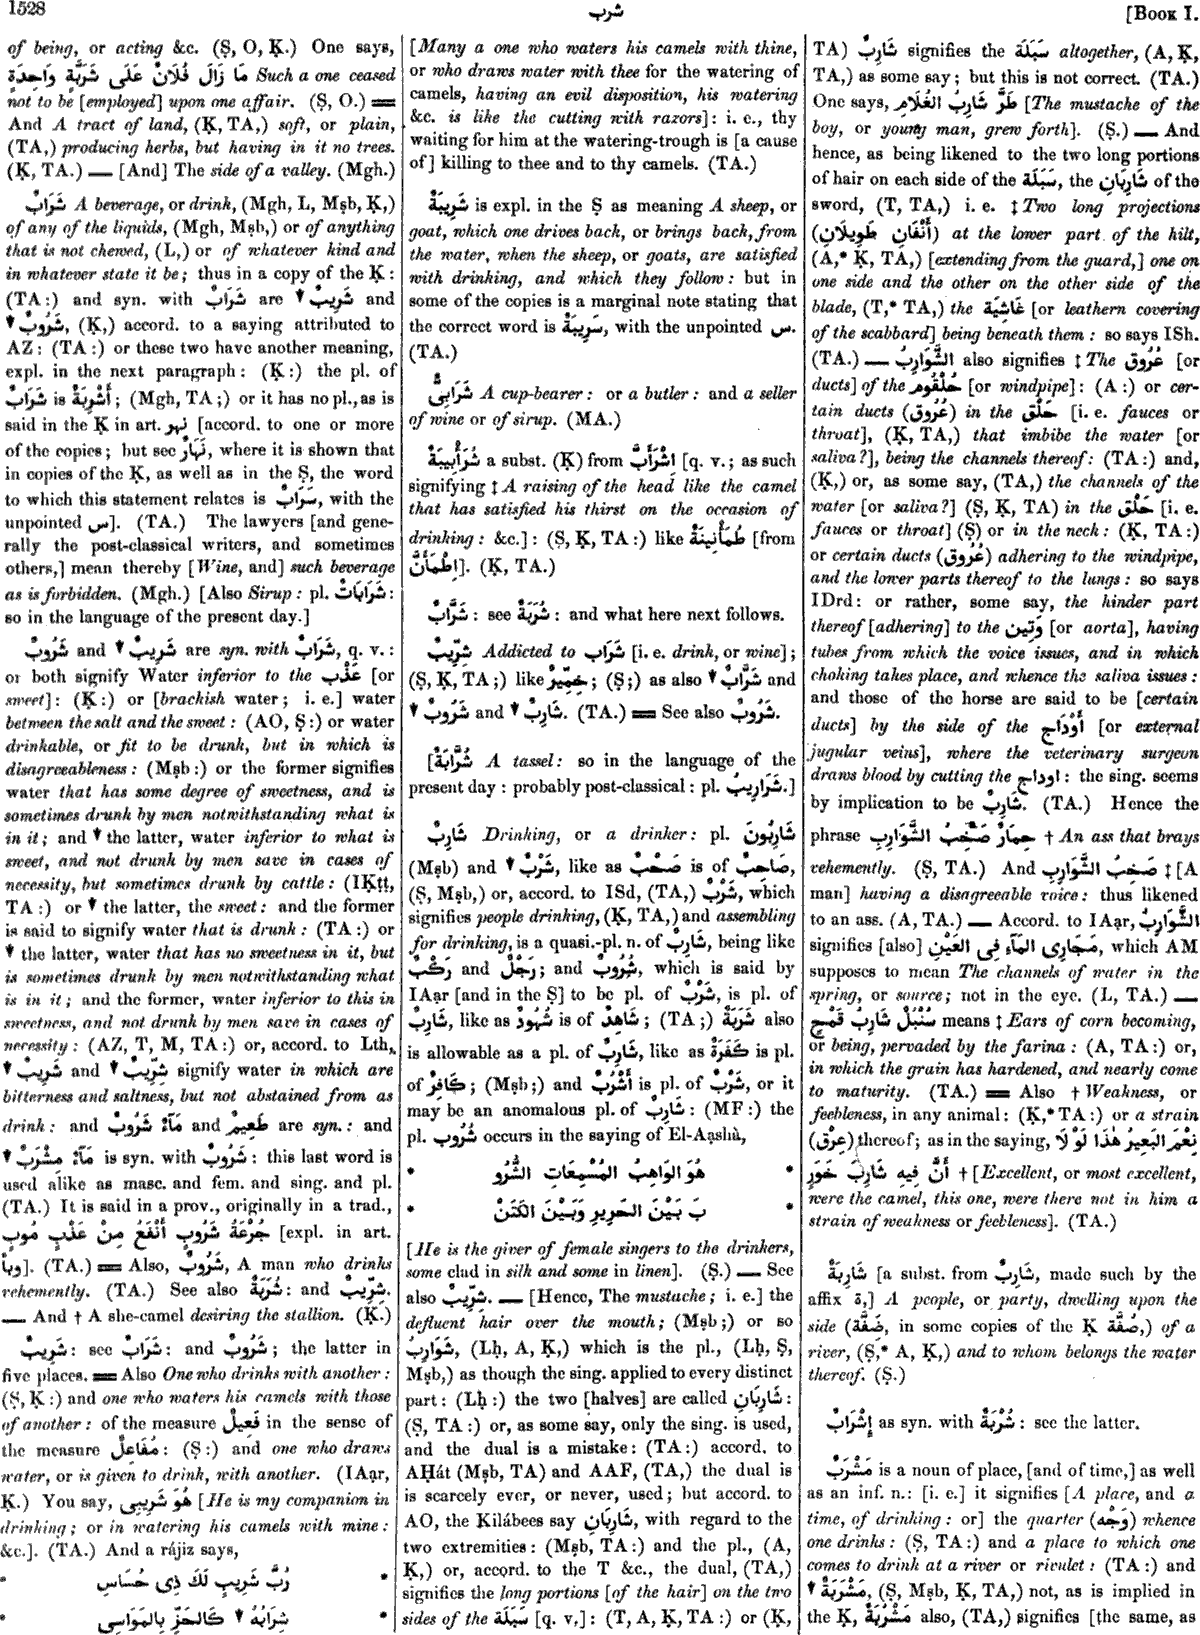 1528
شرب
[BOOK I.
of being, or acting &c. (Ṣ, O, Ḳ.) One says,
مَا زَالَ فُلَانٌ عَلَى شَرَبَّةٍ وَاحِدَةٍ Such a one ceased
not to be [employed] upon one affair. (Ṣ, O.) ═
And A tract of land, (Ḳ, TA,) soft, or plain,
(TA,) producing herbs, but having in it no trees.
(Ḳ, TA.) — [And] The side of a valley. (Mgh.)
شَرَابٌ A beverage, or drink, (Mgh, L, Mṣb, Ḳ,)
of any of the liquids, (Mgh, Mṣb,) or of anything
that is not chewed, (L,) or of whatever kind and
in whatever state it be; thus in a copy of the Ḳ:
(TA:) and syn. with شَرَابٌ are ▼ شَرِيبٌ and
▼ شَرُوبٌ, (Ḳ,) accord. to a saying attributed to
AZ: (TA:) or these two have another meaning,
expl. in the next paragraph: (Ḳ:) the pl. of
شَرَابٌ is أَشْرِبَةٌ; (Mgh, TA;) or it has no pl., as is
said in the Ḳ in art. نهر [accord. to one or more
of the copies; but see نَهَارٌ, where it is shown that
in copies of the Ḳ, as well as in the Ṣ, the word
to which this statement relates is سَرَابٌ, with the
unpointed س]. (TA.) The lawyers [and gene-
rally the post-classical writers, and sometimes
others,] mean thereby [Wine, and] such beverage
as is forbidden. (Mgh.) [Also Sirup: pl. شَرَابَاتٌ:
so in the language of the present day.]
شَرُوبٌ and ▼ شَرِيبٌ are syn. with شَرَابٌ, q. v.:
or both signify Water inferior to the عَذْب [or
sweet]: (Ḳ:) or [brackish water; i. e.] water
between the salt and the sweet: (AO, Ṣ:) or water
drinkable, or fit to be drunk, but in which is
disagreeableness: (Mṣb:) or the former signifies
water that has some degree of sweetness, and is
sometimes drunk by men notwithstanding what is
in it; and ▼ the latter, water inferior to what is
sweet, and not drunk by men save in cases of
necessity, but sometimes drunk by cattle: (IḲṭṭ,
TA:) or ▼ the latter, the sweet: and the former
is said to signify water that is drunk: (TA:) or
▼ the latter, water that has no sweetness in it, but
is sometimes drunk by men notwithstanding what
is in it; and the former, water inferior to this in
sweetness, and not drunk by men save in cases of
necessity: (AZ, T, M, TA:) or, accord. to Lth,
▼ شَرِيبٌ and ▼ شِرِّيبٌ signify water in which are
bitterness and saltness, but not abstained from as
drink: and مَآءٌ شَرُوبٌ and طَعِيمٌ are syn.: and
▼ مَآءٌ مَشْرَبٌ is syn. with شَرُوبٌ: this last word is
used alike as masc. and fem. and sing. and pl.
(TA.) It is said in a prov., originally in a trad.,
جُرْعَةُ شَرُوبٍ أَنْفَعُ مِنْ عَذْبٍ مُوبٍ [expl. in art.
وبأ]. (TA.) ═ Also, شَرُوبٌ, A man who drinks
vehemently. (TA.) See also شُرَبَةٌ: and شِرِّيبٌ.
— And † A she-camel desiring the stallion. (Ḳ.)
شَرِيبٌ: see شَرَابٌ: and شَرُوبٌ; the latter in
five places. ═ Also One who drinks with another:
(Ṣ, Ḳ:) and one who waters his camels with those
of another: of the measure فَعِيلٌ in the sense of
the measure مُفَاعِلٌ: (Ṣ:) and one who draws
water, or is given to drink, with another. (IAạr,
Ḳ.) You say, هُوَ شَرِيبِى [He is my companion in
drinking; or in watering his camels with mine:
&c.]. (TA.) And a rájiz says,
* رُبَّ شَرِيبٍ لَكَ ذِى حُسَاسِ *
* شِرَابُهُ ▼ كَالحَزِّ بِالمَوَاسِى *
[Many a one who waters his camels with thine,
or who draws water with thee for the watering of
camels, having an evil disposition, his watering
&c. is like the cutting with razors]: i. e., thy
waiting for him at the watering-trough is [a cause
of] killing to thee and to thy camels. (TA.)
شَرِيبَةٌ is expl. in the Ṣ as meaning A sheep, or
goat, which one drives back, or brings back, from
the water, when the sheep, or goats, are satisfied
with drinking, and which they follow: but in
some of the copies is a marginal note stating that
the correct word is سَرِيبَةٌ, with the unpointed س.
(TA.)
شَرَابِىٌّ A cup-bearer: or a butler: and a seller
of wine or of sirup. (MA.)
شُرَأْبِيبَةٌ a subst. (Ḳ) from اشْرَأَبَّ [q. v.; as such
signifying ‡ A raising of the head like the camel
that has satisfied his thirst on the occasion of
drinking: &c.]: (Ṣ, Ḳ, TA:) like طُمَأْنِينَةٌ [from
اِطْمَأَنَّ]. (Ḳ, TA.)
شَرَّابٌ: see شُرَبَةٌ: and what here next follows.
شِرِّيبٌ Addicted to شَرَاب [i. e. drink, or wine];
(Ṣ, Ḳ, TA;) like خِمِّيرٌ; (Ṣ;) as also ▼ شَرَّابٌ and
▼ شَرُوبٌ and ▼ شَارِبٌ. (TA.) ═ See also شَرُوبٌ.
[شُرَّابَةٌ A tassel: so in the language of the
present day: probably post-classical: pl. شَرَارِيبُ.]
شَارِبٌ Drinking, or a drinker: pl. شَارِبُونَ
(Mṣb) and ▼ شَرْبٌ, like as صَحْبٌ is of صَاحِبٌ,
(Ṣ, Mṣb,) or, accord. to ISd, (TA,) شَرْبٌ, which
signifies people drinking, (Ḳ, TA,) and assembling
for drinking, is a quasi.-pl. n. of شَارِبٌ, being like
رَكْبٌ and رَجْلٌ; and شُرُوبٌ, which is said by
IAạr [and in the Ṣ] to be pl. of شَرْبٌ, is pl. of
شَارِبٌ, like as شُهُودٌ is of شَاهِدٌ; (TA;) شَرَبَةٌ also
is allowable as a pl. of شَارِبٌ, like as كَفَرَةٌ is pl.
of كَافِرٌ; (Mṣb;) and أَشْرُبٌ is pl. of شَرْبٌ, or it
may be an anomalous pl. of شَارِبٌ: (MF:) the
pl. شُرُوب occurs in the saying of El-Aạshà,
* هُوَ الوَاهِبُ المُسْمِعَاتِ الشُّرُو *
* بَ بَيْنَ الحَرِيرِ وَبَيْنَ الكَتَنْ *
[He is the giver of female singers to the drinkers,
some clad in silk and some in linen]. (Ṣ.) — See
also شَرِيبٌ. — [Hence, The mustache; i. e.] the
defluent hair over the mouth; (Mṣb;) or so
شَوَارِبُ, (Lḥ, A, Ḳ,) which is the pl., (Lḥ, Ṣ,
Mṣb,) as though the sing. applied to every distinct
part: (Lḥ:) the two [halves] are called شَارِبَانِ:
(Ṣ, TA:) or, as some say, only the sing. is used,
and the dual is a mistake: (TA:) accord. to
AḤát (Mṣb, TA) and AAF, (TA,) the dual is
is scarcely ever, or never, used; but accord. to
AO, the Kilábees say شَارِبَانِ, with regard to the
two extremities: (Mṣb, TA:) and the pl., (A,
Ḳ,) or, accord. to the T &c., the dual, (TA,)
signifies the long portions [of the hair] on the two
sides of the سَبَلَة [q. v,]: (T, A, Ḳ, TA:) or (Ḳ,
TA) شَارِبٌ signifies the سَبَلَة altogether, (A, Ḳ,
TA,) as some say; but this is not correct. (TA.)
One says, طَرَّ شَارِبُ الغُلَامِ [The mustache of the
boy, or young man, grew forth]. (Ṣ.) — And
hence, as being likened to the two long portions
of hair on each side of the سَبَلَة, the شَارِبَانِ of the
sword, (T, TA,) i. e. ‡ Two long projections
(أَنْفَانِ طَوِيلَانِ) at the lower part of the hilt,
(A,* Ḳ, TA,) [extending from the guard,] one on
one side and the other on the other side of the
blade, (T,* TA,) the غَاشِيَة [or leathern covering
of the scabbard] being beneath them: so says ISh.
(TA.) — الشَّوَارِبُ also signifies ‡ The عُرُوق [or
ducts] of the حُلْقُوم [or windpipe]: (A:) or cer-
tain ducts (عُرُوق) in the حَلْق [i. e. fauces or
throat], (Ḳ, TA,) that imbibe the water [or
saliva?], being the channels thereof: (TA:) and,
(Ḳ,) or, as some say, (TA,) the channels of the
water [or saliva?] (Ṣ, Ḳ, TA) in the حَلْق [i. e.
fauces or throat] (Ṣ) or in the neck: (Ḳ, TA:)
or certain ducts (عُرُوق) adhering to the windpipe,
and the lower parts thereof to the lungs: so says
IDrd: or rather, some say, the hinder part
thereof [adhering] to the وَتِين [or aorta], having
tubes from which the voice issues, and in which
choking takes place, and whence the saliva issues:
and those of the horse are said to be [certain
ducts] by the side of the أَوْدَاج [or external
jugular veins], where the veterinary surgeon
draws blood by cutting the اوداج: the sing. seems
by implication to be شَارِبٌ. (TA.) Hence the
phrase حِمَارٌ صَخِبُ الشَّوَارِبِ † An ass that brays
vehemently. (Ṣ, TA.) And صَخِبُ الشَّوَارِبِ ‡ [A
man] having a disagreeable voice: thus likened
to an ass. (A, TA.) — Accord. to IAạr, الشَّوَارِبُ
signifies [also] مَجَارِى المَآءِ فِى العَيْنِ, which AM
supposes to mean The channels of water in the
spring, or source; not in the eye. (L, TA.) —
سُنْبُلٌ شَارِبُ قَمْحٍ means ‡ Ears of corn becoming,
or being, pervaded by the farina: (A, TA:) or,
in which the grain has hardened, and nearly come
to maturity. (TA.) ═ Also † Weakness, or
feebleness, in any animal: (Ḳ,* TA:) or a strain
(عِرْق) thereof; as in the saying, نِعْمَ البَعِيرُ هٰذَا لَوْ لَا
أَنَّ فِيهِ شَارِبَ خَوَرٍ † [Excellent, or most excellent,
were the camel, this one, were there not in him a
strain of weakness or feebleness]. (TA.)
شَارِبَةٌ [a subst. from شَارِبٌ, made such by the
affix ة,] A people, or party, dwelling upon the
side (ضَفَّة, in some copies of the Ḳ ضِفَّة,) of a
river, (Ṣ,* A, Ḳ,) and to whom belongs the water
thereof. (Ṣ.)
إِشْرَابٌ as syn. with شُرْبَةٌ: see the latter.
مَشْرَبٌ is a noun of place, [and of time,] as well
as an inf. n.: [i. e.] it signifies [A place, and a
time, of drinking: or] the quarter (وَجْه) whence
one drinks: (Ṣ, TA:) and a place to which one
comes to drink at a river or rivulet: (TA:) and
▼ مَشْرَبَةٌ, (Ṣ, Mṣb, Ḳ, TA,) not, as is implied in
the Ḳ, مَشْرُبَةٌ also, (TA,) signifies [the same, as